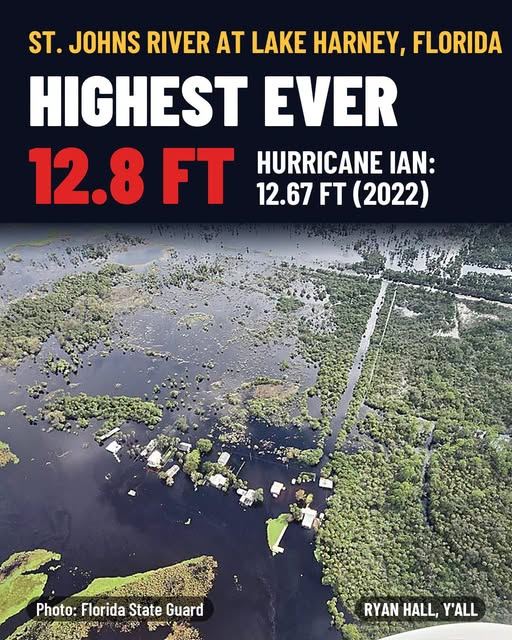 ST. JOHNS RIVER AT LAKE HARNEY, FLORIDA
HIGHEST EVER
12.8 FT
HURRICANE IAN:
12.67 FT (2022)
Photo: Florida State Guard
RYAN HALL, Y'ALL